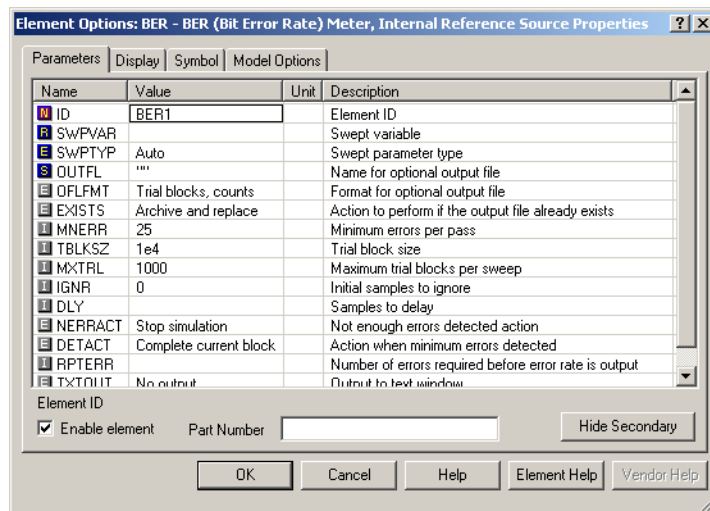 Element Options: BER - BER (Bit Error Rate) Meter, Internal Reference Source Properties
Parameters Display Symbol Model Options
Name Value Unit Description
N ID BER1 Element ID
R SWPVAR Swept variable
E SWPTYP Auto Swept parameter type
S OUTFL "" Name for optional output file
E OFLFMT Trial blocks, counts Format for optional output file
E EXISTS Archive and replace Action to perform if the output file already exists
I MNERR 25 Minimum errors per pass
I TBLKSZ 1e4 Trial block size
I MXTRL 1000 Maximum trial blocks per sweep
I IGNR 0 Initial samples to ignore
I DLY Samples to delay
E NERRACT Stop simulation Not enough errors detected action
E DETACT Complete current block Action when minimum errors detected
I RPTERR Number of errors required before error rate is output
E TXTOUT No output Output to text window
Element ID
Enable element Part Number Hide Secondary
OK Cancel Help Element Help Vendor Help